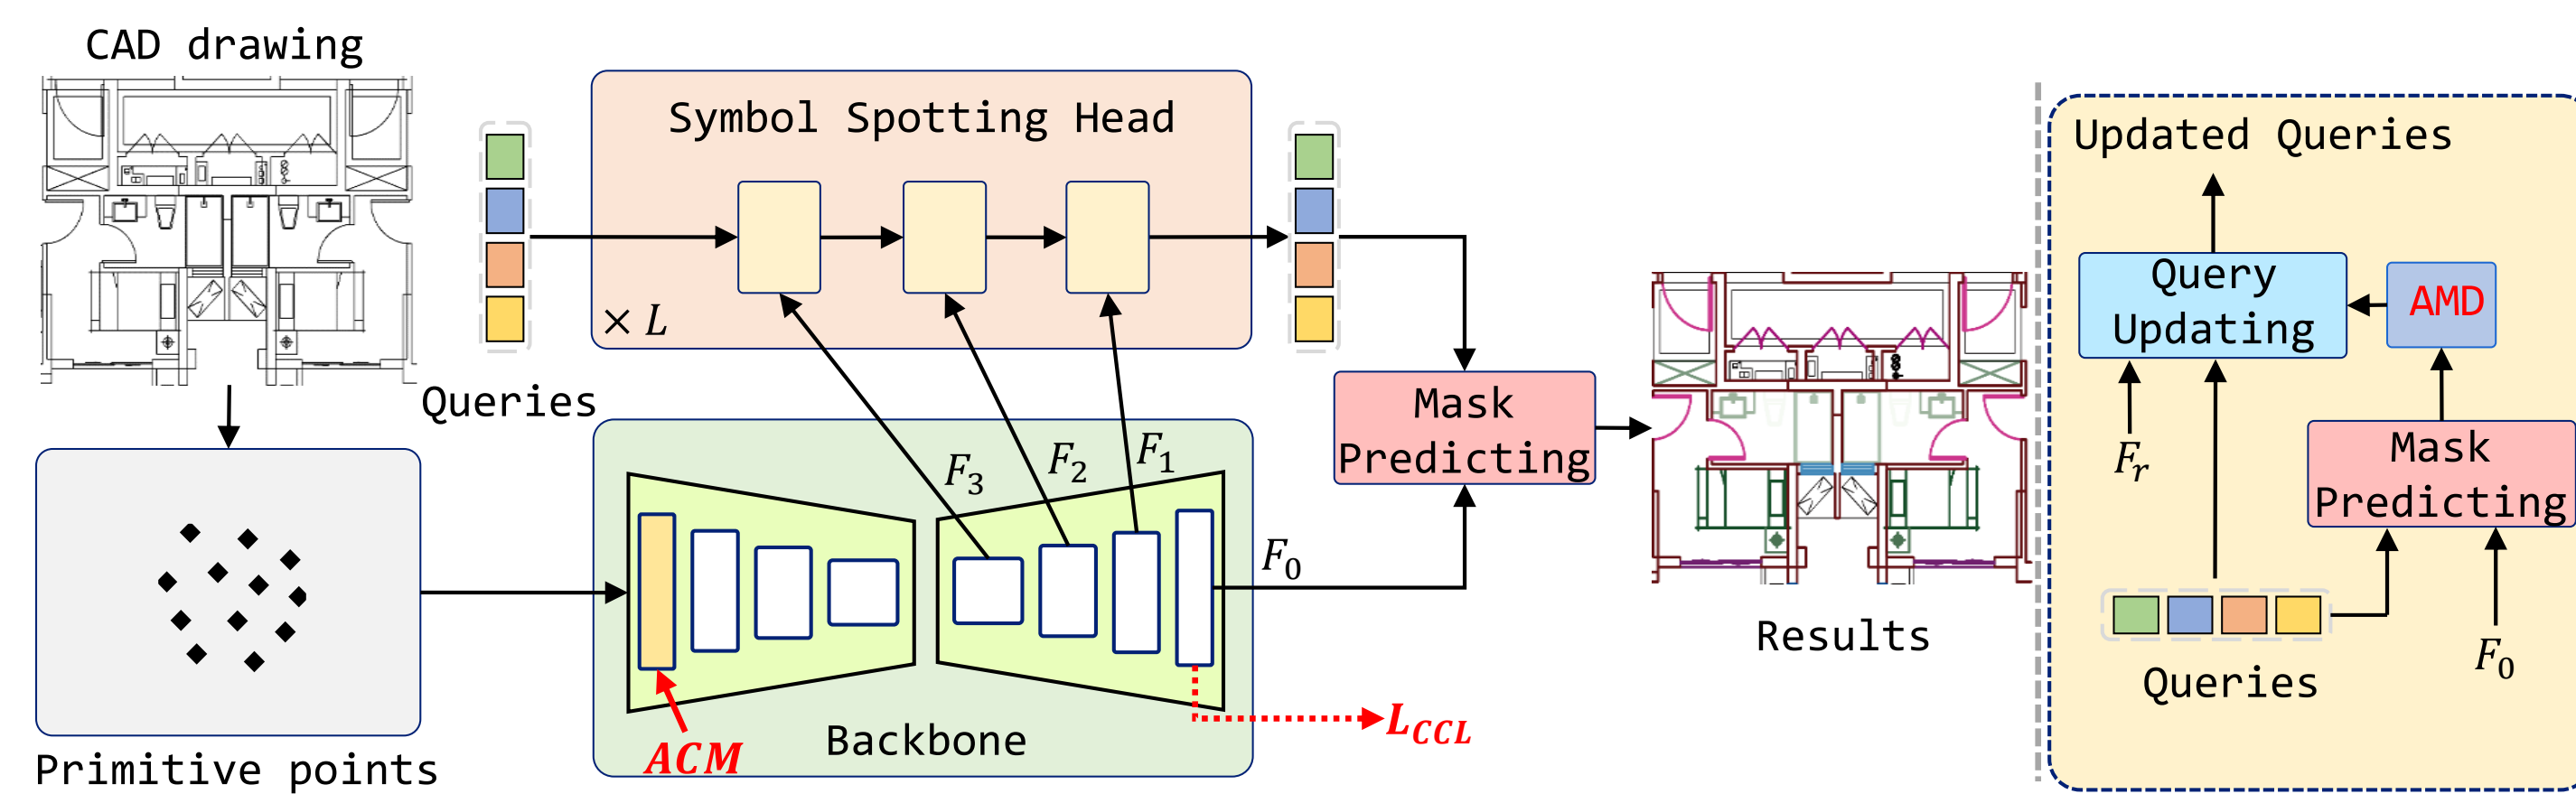 CAD drawing
Primitive points
Queries
Symbol Spotting Head
× L
F₃
F₂
F₁
F₀
ACM
Backbone
L_CCL
Mask
Predicting
Results
Updated Queries
Query
Updating
AMD
F_r
Mask
Predicting
Queries
F₀